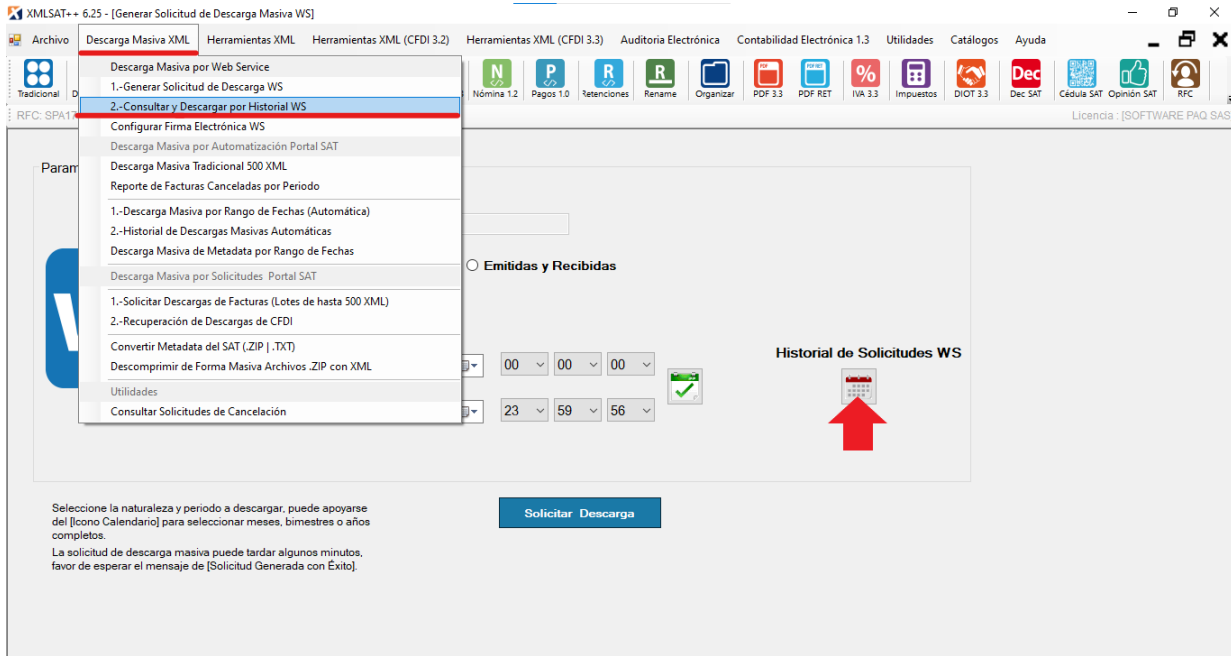 XMLSAT++ 6.25 - [Generar Solicitud de Descarga Masiva WS]
Archivo Descarga Masiva XML Herramientas XML Herramientas XML (CFDI 3.2) Herramientas XML (CFDI 3.3) Auditoria Electrónica Contabilidad Electrónica 1.3 Utilidades Catálogos Ayuda
N P R R PDF PDF RET % Dec
Tradicional D Nómina 1.2 Pagos 1.0 Retenciones Rename Organizar PDF 3.3 PDF RET IVA 3.3 Impuestos DIOT 3.3 Dec SAT Cédula SAT Opinión SAT RFC
RFC: SPA17 Licencia : [SOFTWARE PAQ SAS
Descarga Masiva por Web Service
1.-Generar Solicitud de Descarga WS
2.-Consultar y Descargar por Historial WS
Configurar Firma Electrónica WS
Descarga Masiva por Automatización Portal SAT
Descarga Masiva Tradicional 500 XML
Reporte de Facturas Canceladas por Periodo
1.-Descarga Masiva por Rango de Fechas (Automática)
2.-Historial de Descargas Masivas Automáticas
Descarga Masiva de Metadata por Rango de Fechas
Descarga Masiva por Solicitudes Portal SAT
1.-Solicitar Descargas de Facturas (Lotes de hasta 500 XML)
2.-Recuperación de Descargas de CFDI
Convertir Metadata del SAT (.ZIP | .TXT)
Descomprimir de Forma Masiva Archivos .ZIP con XML
Utilidades
Consultar Solicitudes de Cancelación
Param
Emitidas y Recibidas
Historial de Solicitudes WS
00 00 00
23 59 56
Seleccione la naturaleza y periodo a descargar, puede apoyarse
del [Icono Calendario] para seleccionar meses, bimestres o años
completos.
La solicitud de descarga masiva puede tardar algunos minutos,
favor de esperar el mensaje de [Solicitud Generada con Éxito].
Solicitar Descarga